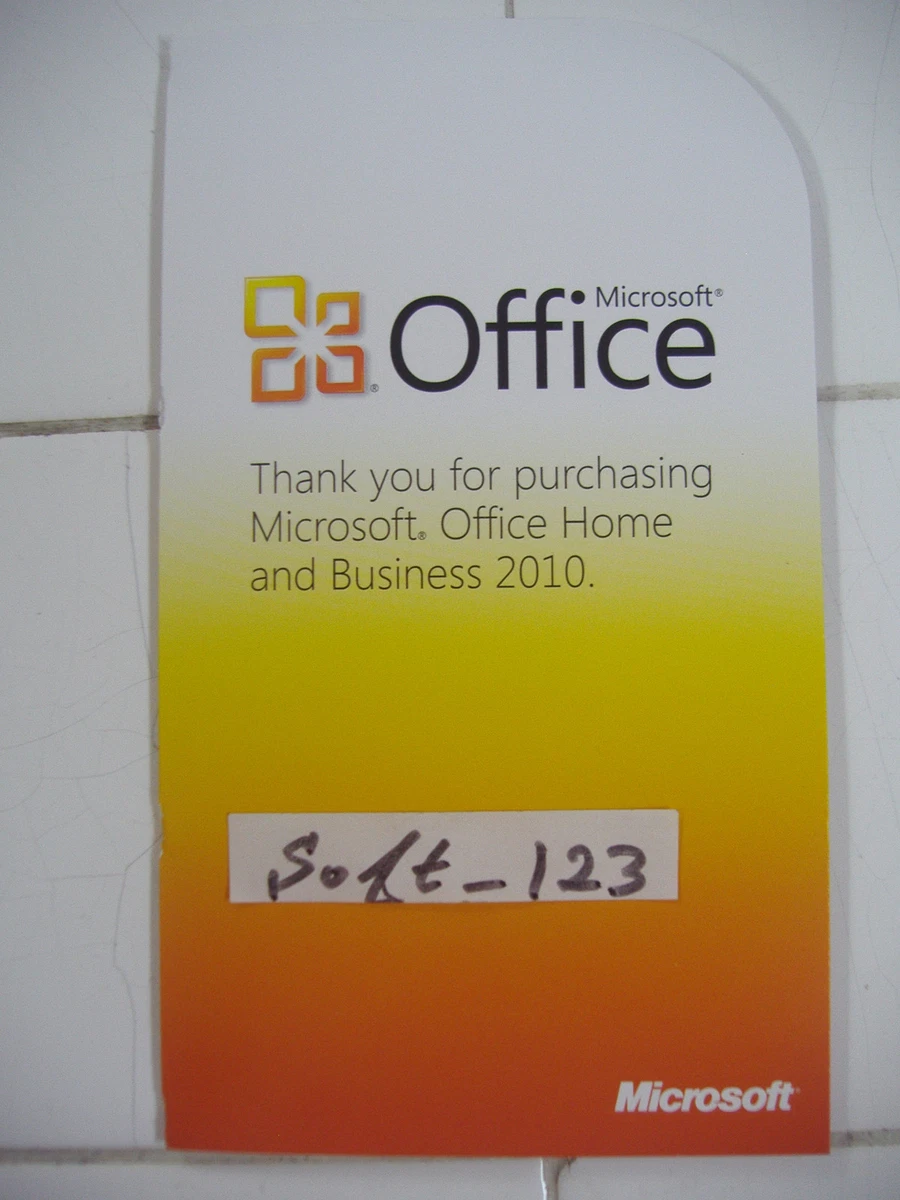 Microsoft®
Office
®
Thank you for purchasing
Microsoft® Office Home
and Business 2010.
Soft_123
Microsoft®